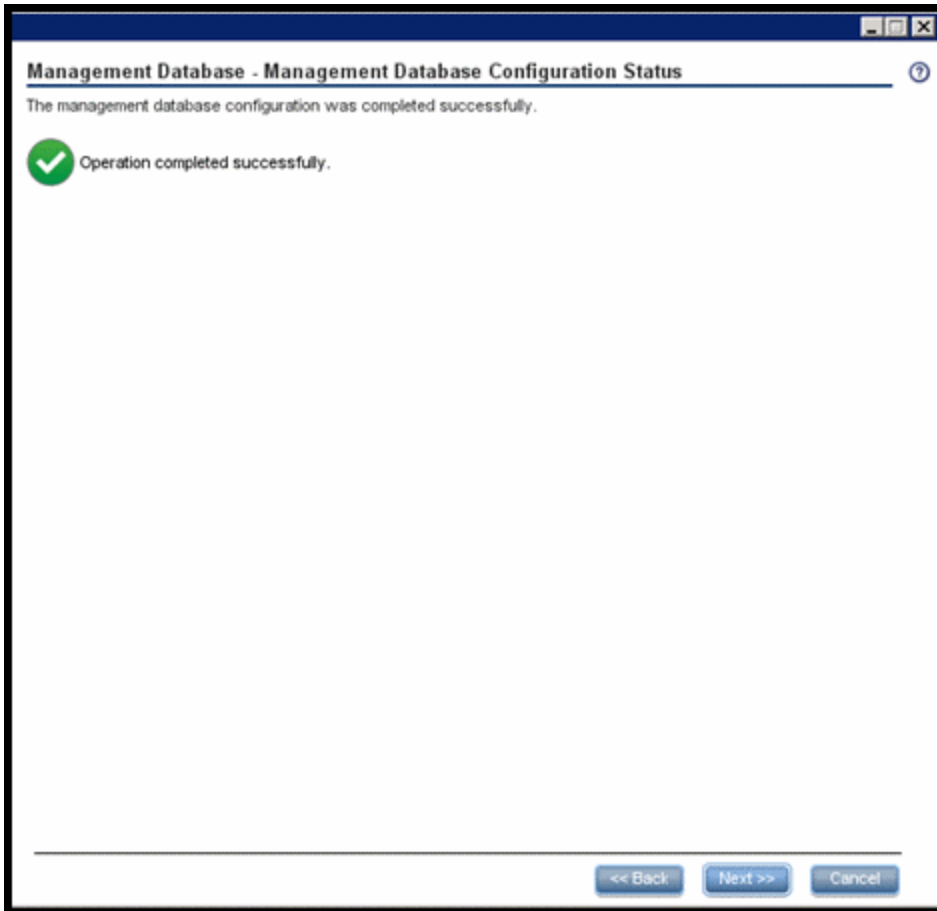 Management Database - Management Database Configuration Status
The management database configuration was completed successfully.
Operation completed successfully.
<< Back
Next >>
Cancel